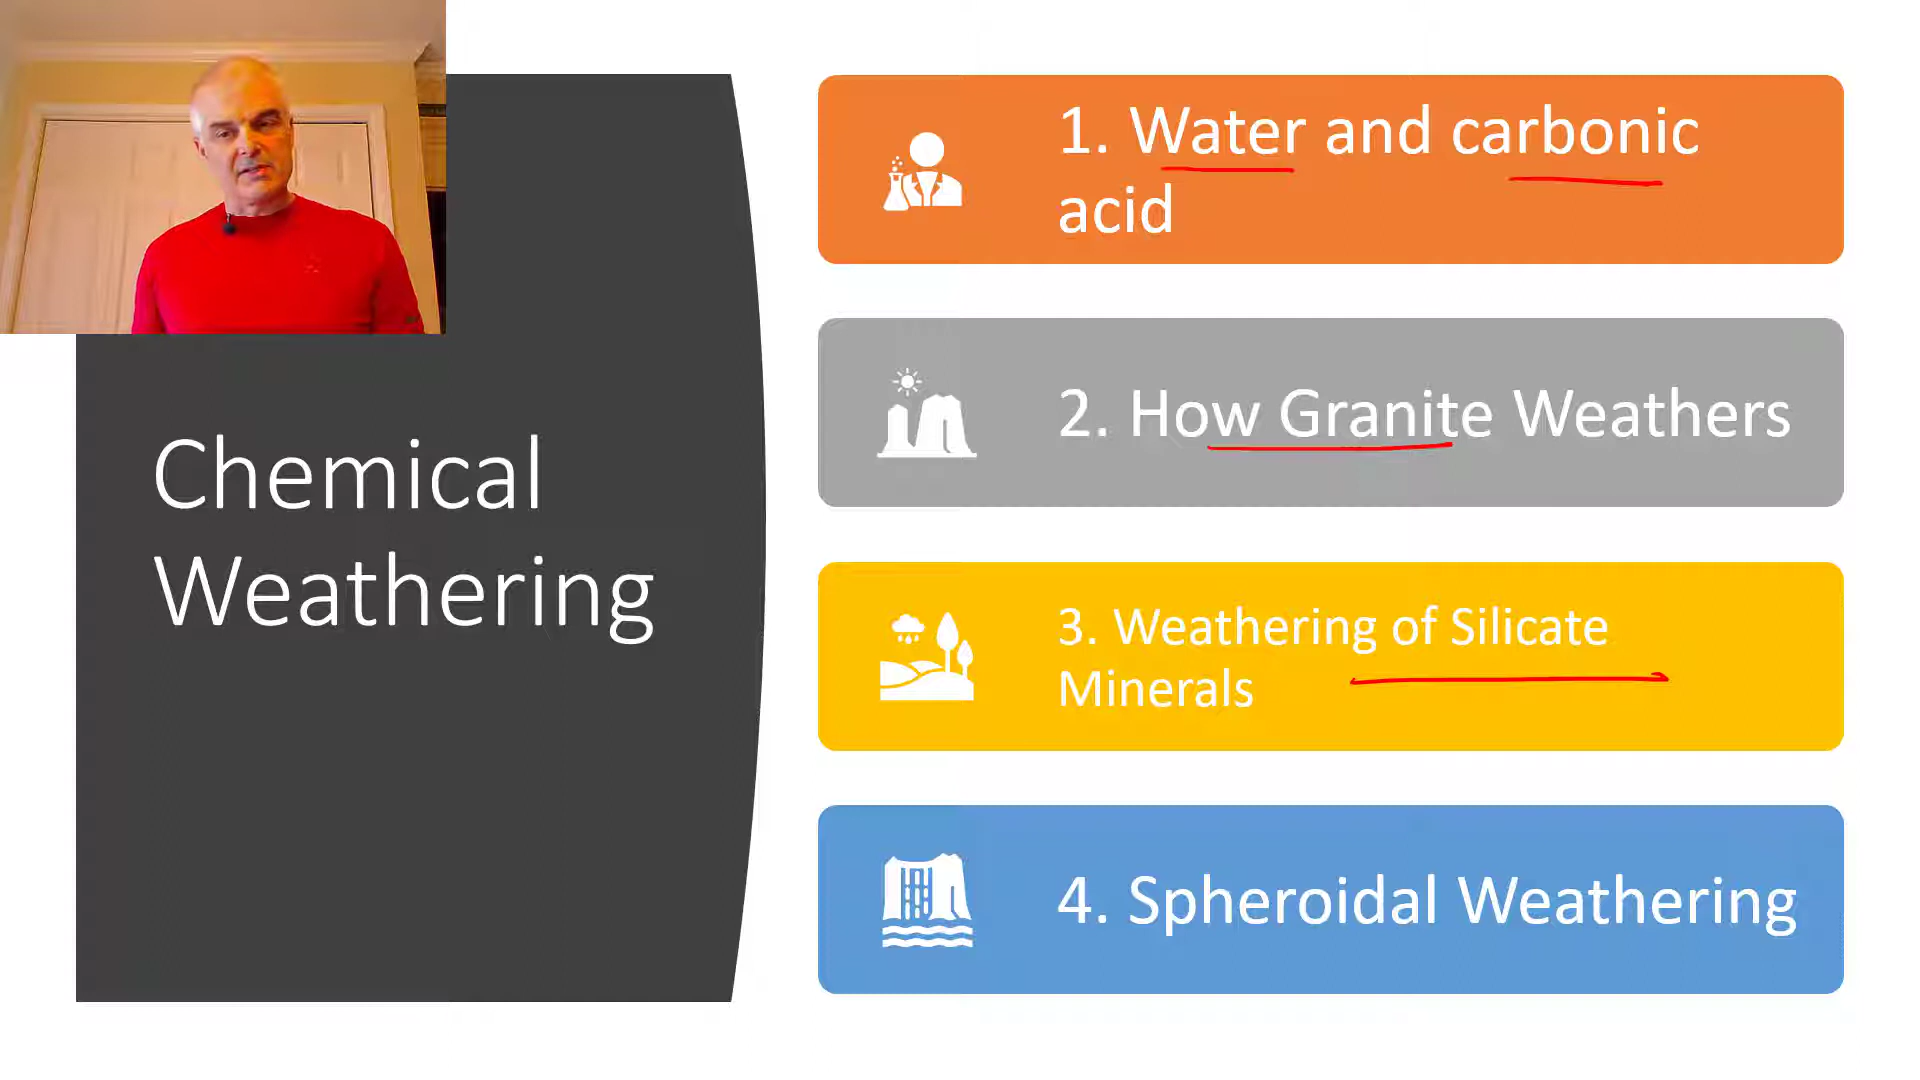 Chemical
Weathering
1. Water and carbonic
acid
2. How Granite Weathers
3. Weathering of Silicate
Minerals
4. Spheroidal Weathering